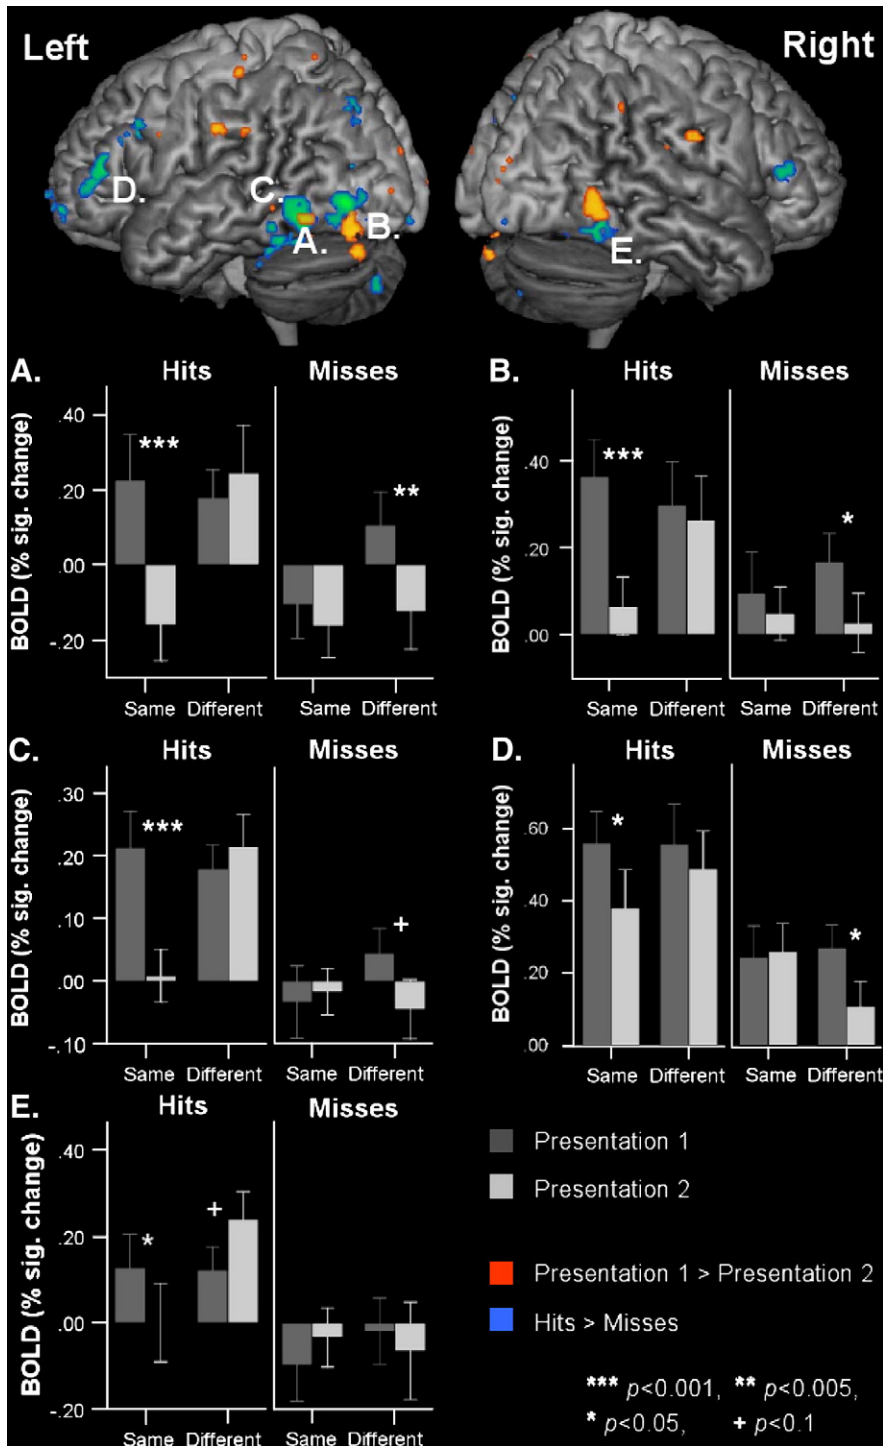 Left
Right
D.
C.
A.
B.
E.
A.
Hits
Misses
BOLD (% sig. change)
.40
.20
.00
-.20
***
**
Same
Different
Same
Different
B.
Hits
Misses
BOLD (% sig. change)
.40
.20
.00
***
*
Same
Different
Same
Different
C.
Hits
Misses
BOLD (% sig. change)
.30
.20
.10
.00
-.10
***
+
Same
Different
Same
Different
D.
Hits
Misses
BOLD (% sig. change)
.60
.40
.20
.00
*
*
Same
Different
Same
Different
E.
Hits
Misses
BOLD (% sig. change)
.40
.20
.00
-.20
*
+
Same
Different
Same
Different
Presentation 1
Presentation 2
Presentation 1 > Presentation 2
Hits > Misses
*** p<0.001, ** p<0.005,
* p<0.05, + p<0.1